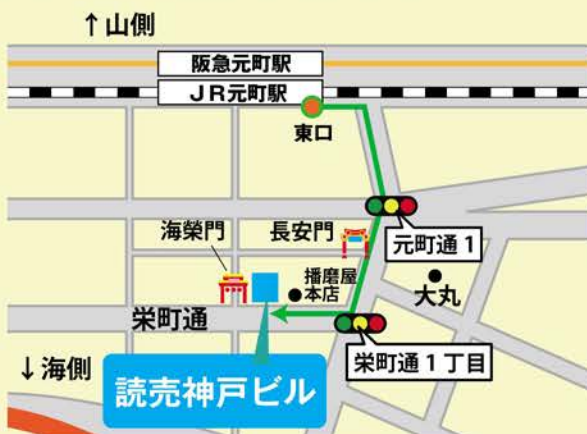 ↑山側
阪急元町駅
JR元町駅
東口
海榮門
長安門
元町通1
播磨屋
本店
大丸
栄町通
栄町通1丁目
↓海側
読売神戸ビル